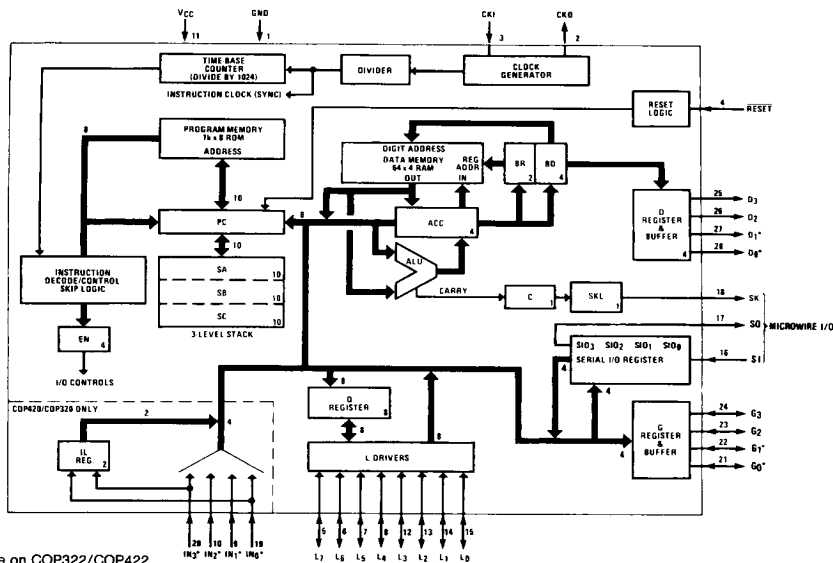 VCC GND CKI CKO
11 1 3 2
TIME BASE
COUNTER
(DIVIDE BY 1024)
DIVIDER
CLOCK
GENERATOR
INSTRUCTION CLOCK (SYNC)
RESET
LOGIC
4
RESET
PROGRAM MEMORY
1k x 8 ROM
ADDRESS
8
10
DIGIT ADDRESS
DATA MEMORY
64 x 4 RAM
OUT
REG
ADDR
IN
BR
2
BD
4
PC
10
8
ACC
4
ALU
CARRY
C
1
SKL
1
D
REGISTER
&
BUFFER
4
25 D3
26 D2
27 D1*
28 D0*
INSTRUCTION
DECODE/CONTROL
SKIP LOGIC
SA 10
SB 10
SC 10
3-LEVEL STACK
EN
4
I/O CONTROLS
18 SK
17 SO
16 SI
MICROWIRE I/O
SIO3 SIO2 SIO1 SIO0
SERIAL I/O REGISTER
4
4
COP420/COP320 ONLY
2
4
IL
REG
2
8
Q
REGISTER
8
8
8
L DRIVERS
G
REGISTER
&
BUFFER
4
4
24 G3
23 G2
22 G1*
21 G0*
20 10 9 19
IN3* IN2* IN1* IN0*
5 6 7 8 12 13 14 15
L7 L6 L5 L4 L3 L2 L1 L0
on COP322/COP422